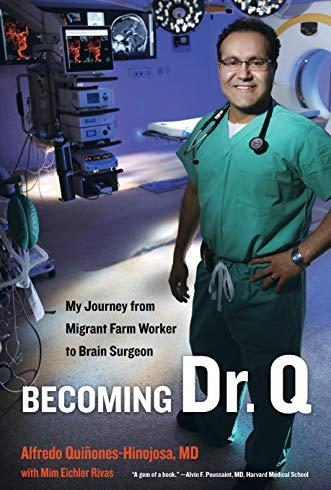 My Journey from
Migrant Farm Worker
to Brain Surgeon
BECOMING Dr. Q
Alfredo Quiñones-Hinojosa, MD
with Mim Eichler Rivas
"A gem of a book." —Alvin F. Poussaint, MD, Harvard Medical School